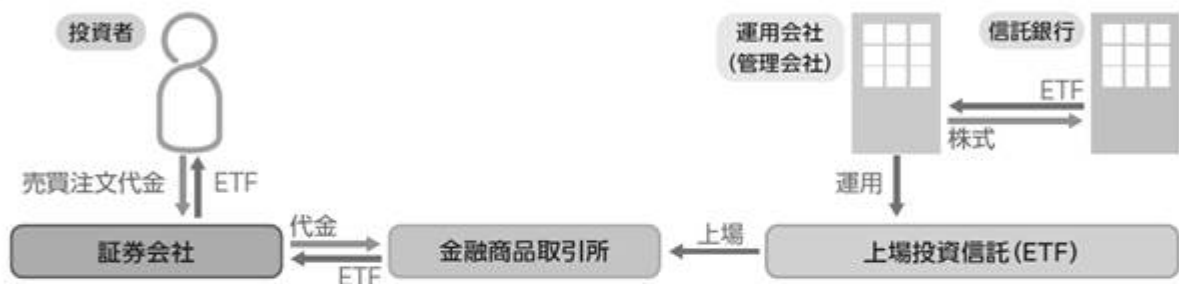 投資者
運用会社
(管理会社)
信託銀行
ETF
株式
売買注文代金
ETF
運用
証券会社
代金
ETF
金融商品取引所
上場
上場投資信託(ETF)